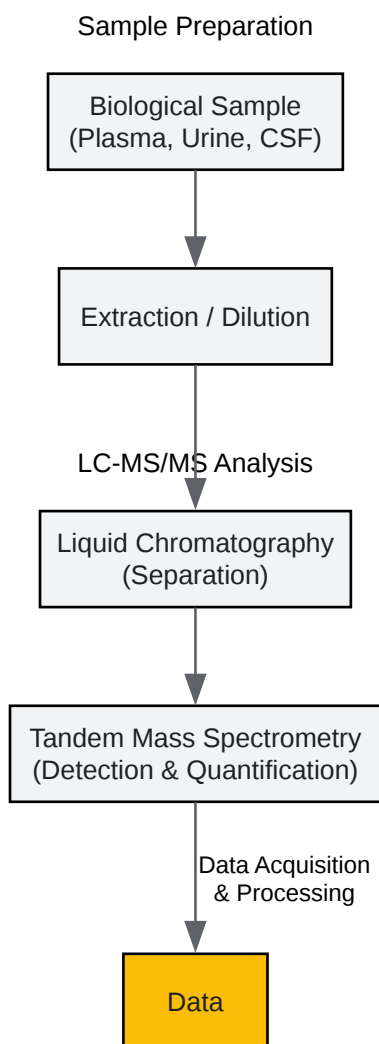 Sample Preparation
Biological Sample
(Plasma, Urine, CSF)
Extraction / Dilution
LC-MS/MS Analysis
Liquid Chromatography
(Separation)
Tandem Mass Spectrometry
(Detection & Quantification)
Data Acquisition
& Processing
Data